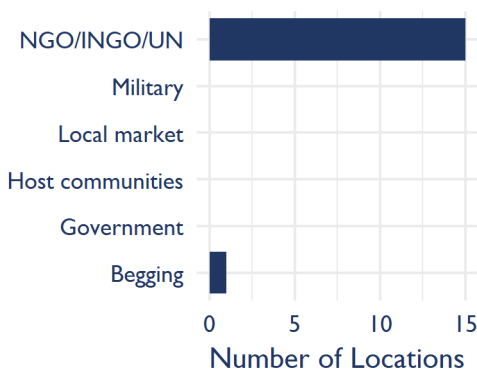 NGO/INGO/UN
Military
Local market
Host communities
Government
Begging
0 5 10 15
Number of Locations